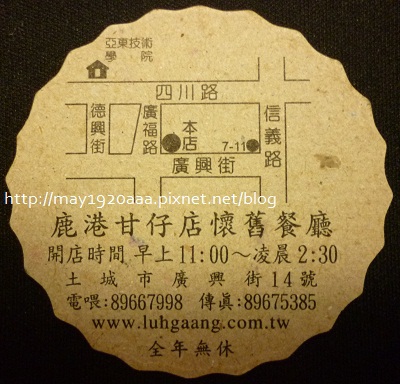 亞東技術
學院
四川路
德興街
廣福路
本店
7-11
信義路
廣興街
http://may1920aaa.pixnet.net/blog
鹿港甘仔店懷舊餐廳
開店時間 早上11:00～凌晨2:30
土城市廣興街14號
電喂:89667998 傳真:89675385
www.luhgaang.com.tw
全年無休